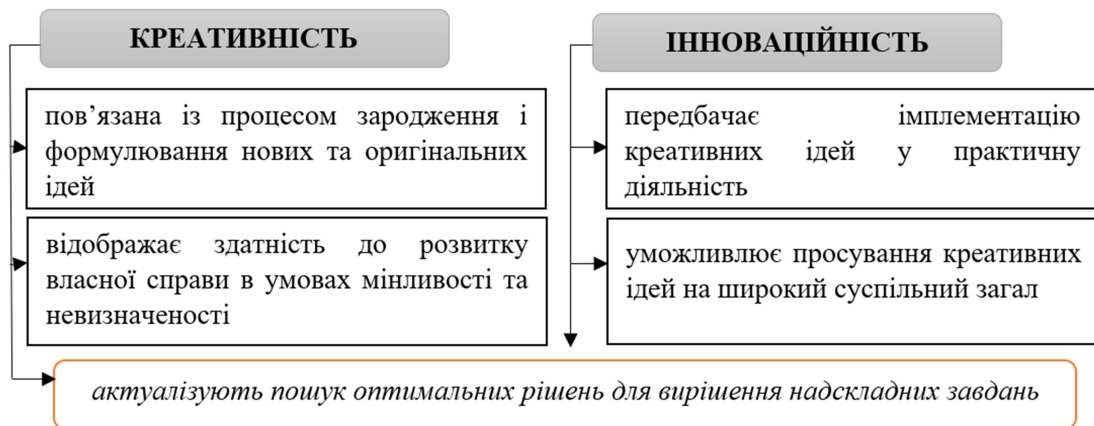 КРЕАТИВНІСТЬ
пов’язана із процесом зародження і
формулювання нових та оригінальних
ідей
відображає здатність до розвитку
власної справи в умовах мінливості та
невизначеності
ІННОВАЦІЙНІСТЬ
передбачає імплементацію
креативних ідей у практичну
діяльність
уможливлює просування креативних
ідей на широкий суспільний загал
актуалізують пошук оптимальних рішень для вирішення надскладних завдань